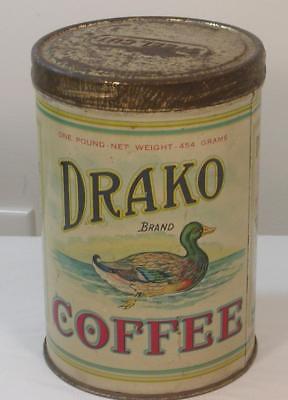 ONE POUND - NET WEIGHT - 454 GRAMS
DRAKO
BRAND
COFFEE